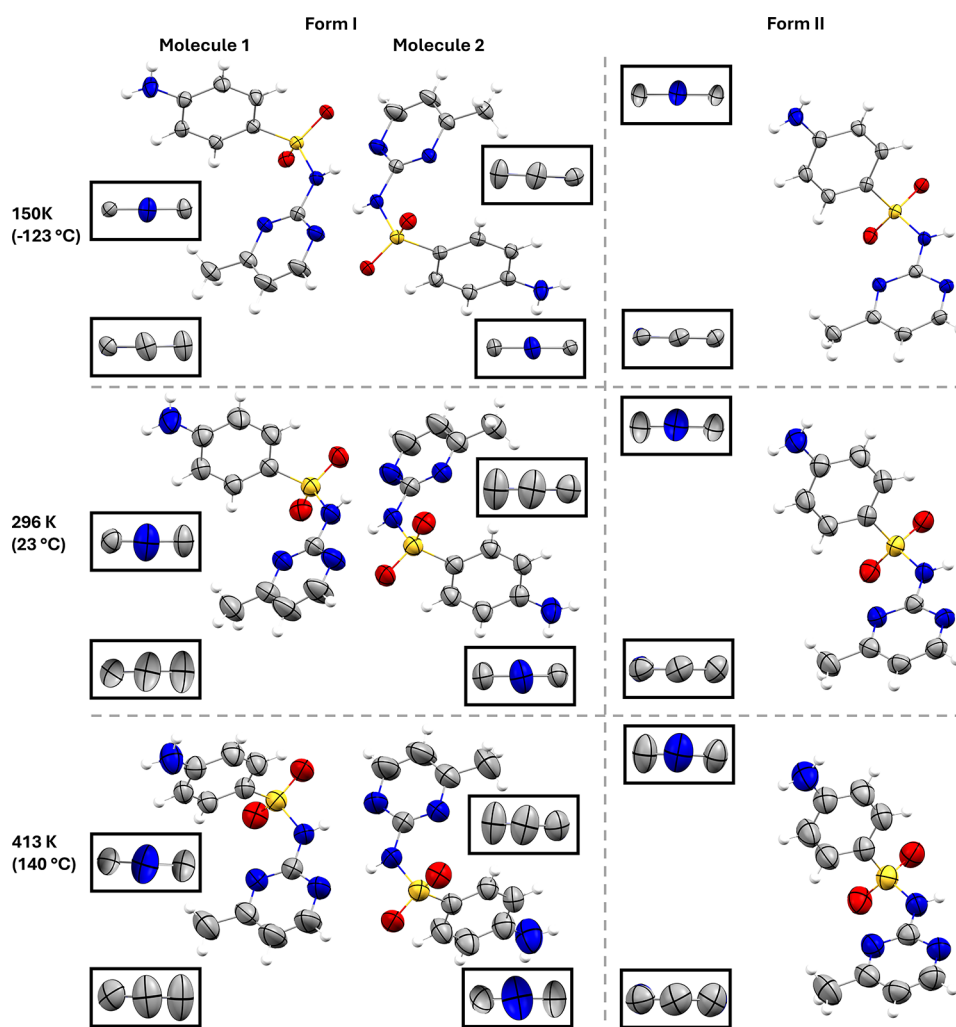 Form I
Form II
Molecule 1
Molecule 2
150K
(-123 °C)
296 K
(23 °C)
413 K
(140 °C)